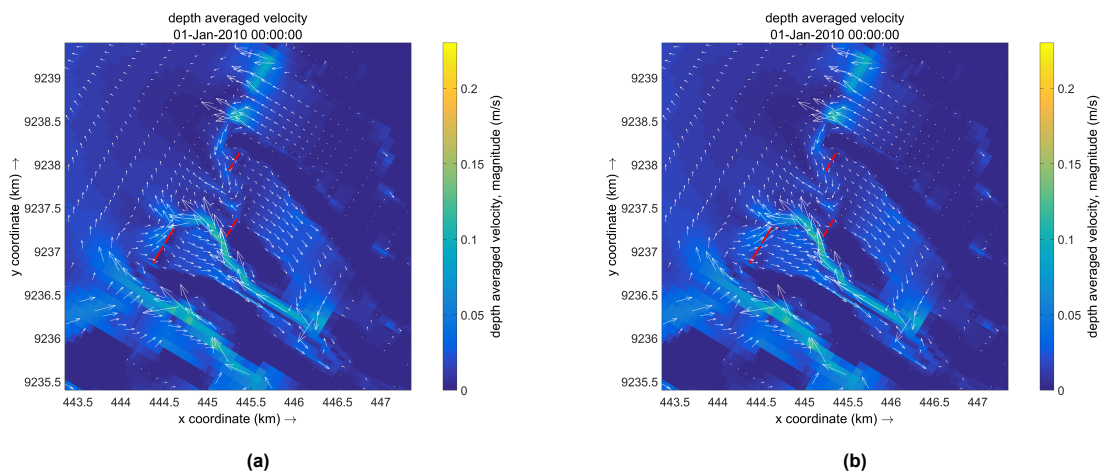 depth averaged velocity
01-Jan-2010 00:00:00
9239
9238.5
9238
9237.5
9237
9236.5
9236
9235.5
y coordinate (km) →
443.5 444 444.5 445 445.5 446 446.5 447
x coordinate (km) →
0.2
0.15
0.1
0.05
0
depth averaged velocity, magnitude (m/s)
(a)
depth averaged velocity
01-Jan-2010 00:00:00
9239
9238.5
9238
9237.5
9237
9236.5
9236
9235.5
y coordinate (km) →
443.5 444 444.5 445 445.5 446 446.5 447
x coordinate (km) →
0.2
0.15
0.1
0.05
0
depth averaged velocity, magnitude (m/s)
(b)